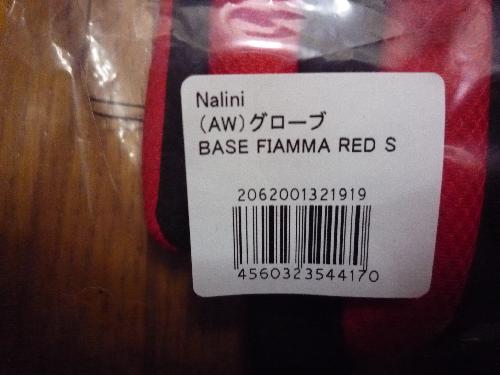 Nalini
(AW)グローブ
BASE FIAMMA RED S
2062001321919
4560323544170